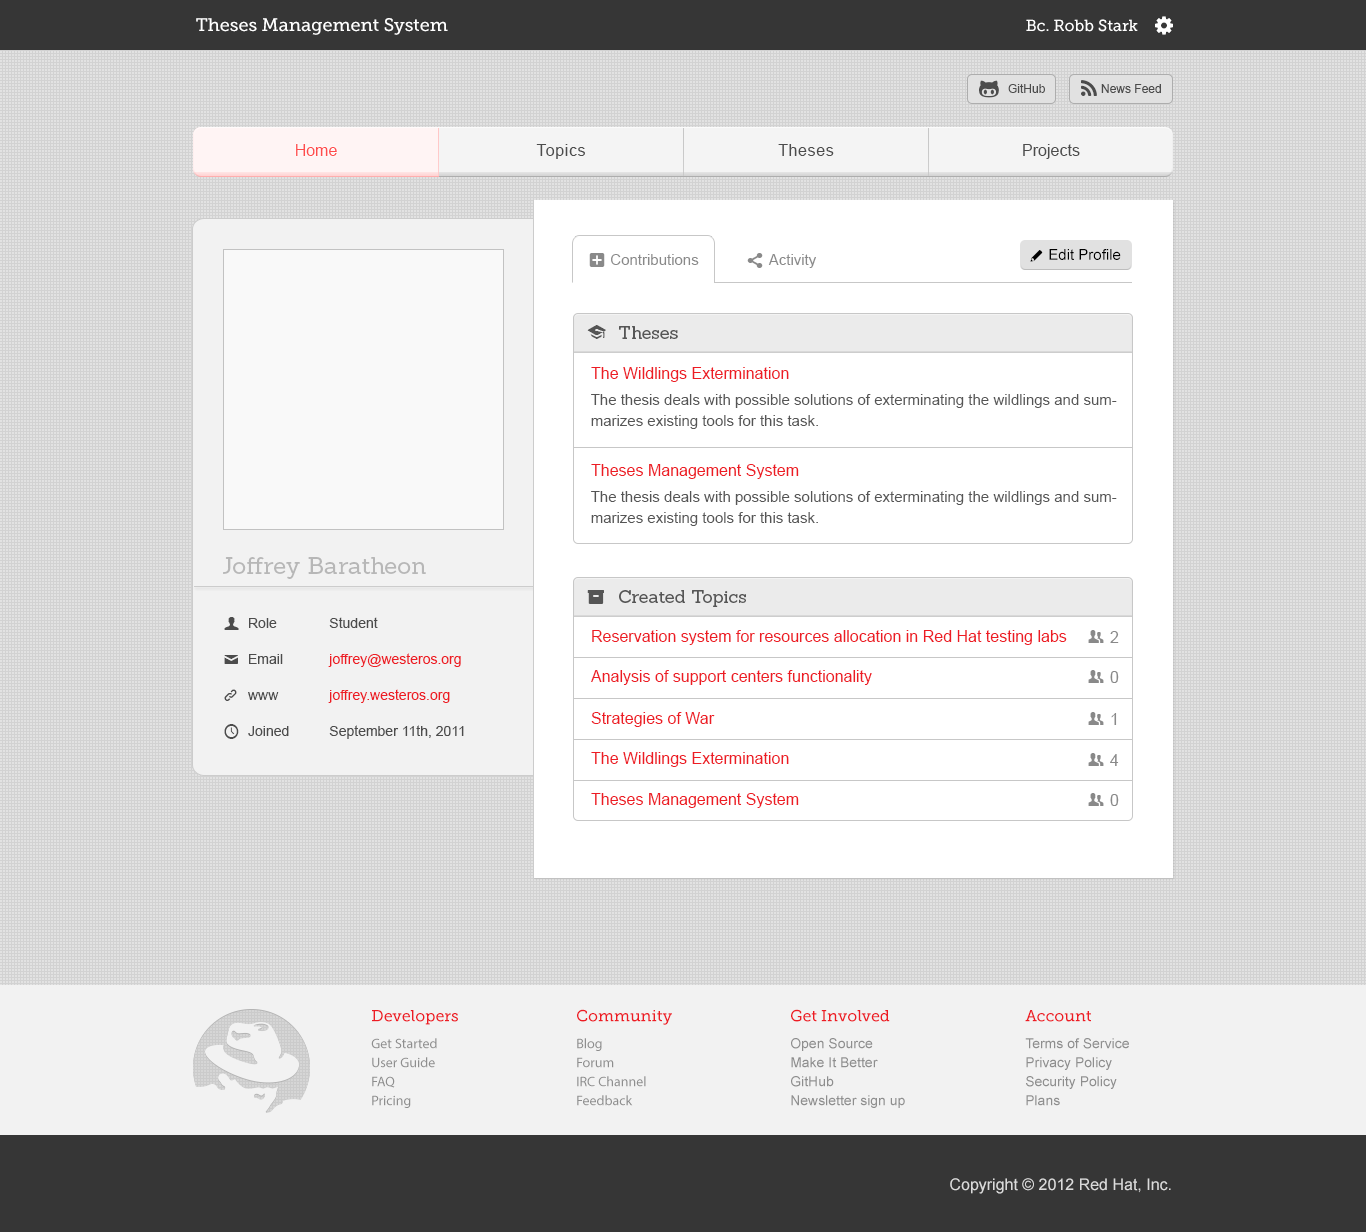 Theses Management System
Bc. Robb Stark
GitHub
News Feed
Home
Topics
Theses
Projects
Joffrey Baratheon
Role Student
Email joffrey@westeros.org
www joffrey.westeros.org
Joined September 11th, 2011
Contributions
Activity
Edit Profile
Theses
The Wildlings Extermination
The thesis deals with possible solutions of exterminating the wildlings and sum-
marizes existing tools for this task.
Theses Management System
The thesis deals with possible solutions of exterminating the wildlings and sum-
marizes existing tools for this task.
Created Topics
Reservation system for resources allocation in Red Hat testing labs 2
Analysis of support centers functionality 0
Strategies of War 1
The Wildlings Extermination 4
Theses Management System 0
Developers
Get Started
User Guide
FAQ
Pricing
Community
Blog
Forum
IRC Channel
Feedback
Get Involved
Open Source
Make It Better
GitHub
Newsletter sign up
Account
Terms of Service
Privacy Policy
Security Policy
Plans
Copyright © 2012 Red Hat, Inc.